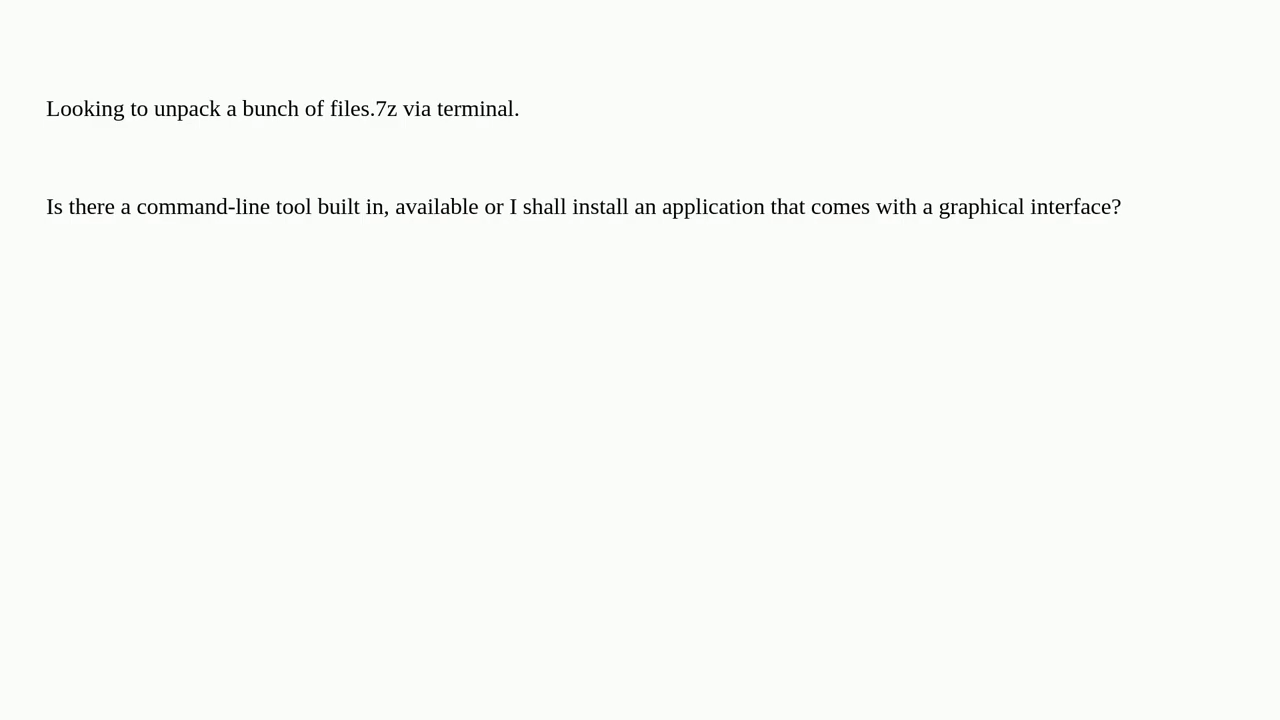 Looking to unpack a bunch of files.7z via terminal.
Is there a command-line tool built in, available or I shall install an application that comes with a graphical interface?